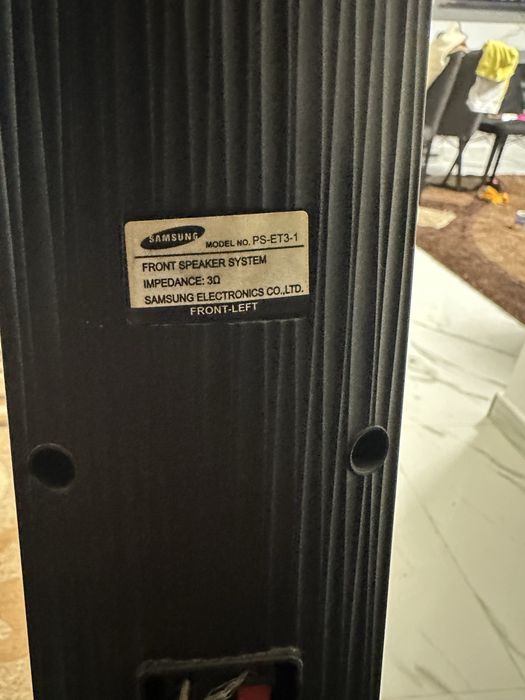 SAMSUNG MODEL NO. PS-ET3-1
FRONT SPEAKER SYSTEM
IMPEDANCE: 3Ω
SAMSUNG ELECTRONICS CO.,LTD.
FRONT-LEFT